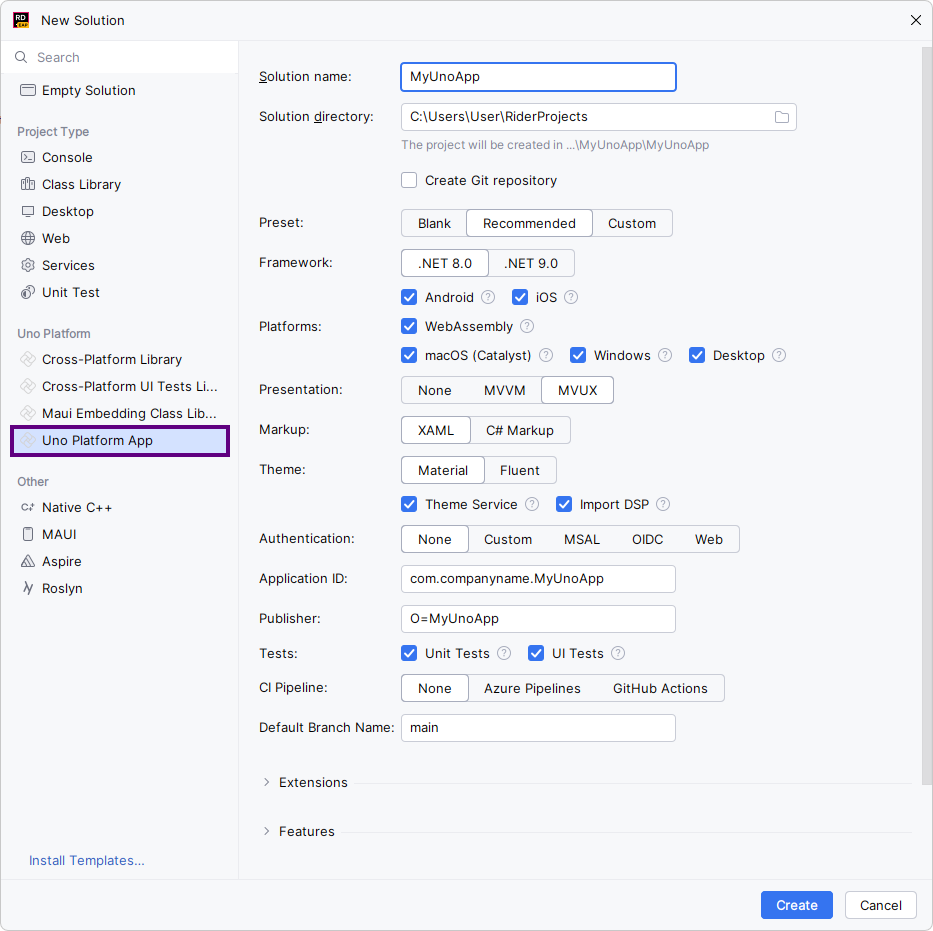 RD
EAP
New Solution
Search
Empty Solution
Project Type
Console
Class Library
Desktop
Web
Services
Unit Test
Uno Platform
Cross-Platform Library
Cross-Platform UI Tests Li...
Maui Embedding Class Lib...
Uno Platform App
Other
Native C++
MAUI
Aspire
Roslyn
Install Templates...
Solution name: MyUnoApp
Solution directory: C:\Users\User\RiderProjects
The project will be created in ...\MyUnoApp\MyUnoApp
Create Git repository
Preset: Blank Recommended Custom
Framework: .NET 8.0 .NET 9.0
Android ? iOS ?
Platforms: WebAssembly ?
macOS (Catalyst) ? Windows ? Desktop ?
Presentation: None MVVM MVUX
Markup: XAML C# Markup
Theme: Material Fluent
Theme Service ? Import DSP ?
Authentication: None Custom MSAL OIDC Web
Application ID: com.companyname.MyUnoApp
Publisher: O=MyUnoApp
Tests: Unit Tests ? UI Tests ?
CI Pipeline: None Azure Pipelines GitHub Actions
Default Branch Name: main
Extensions
Features
Create Cancel